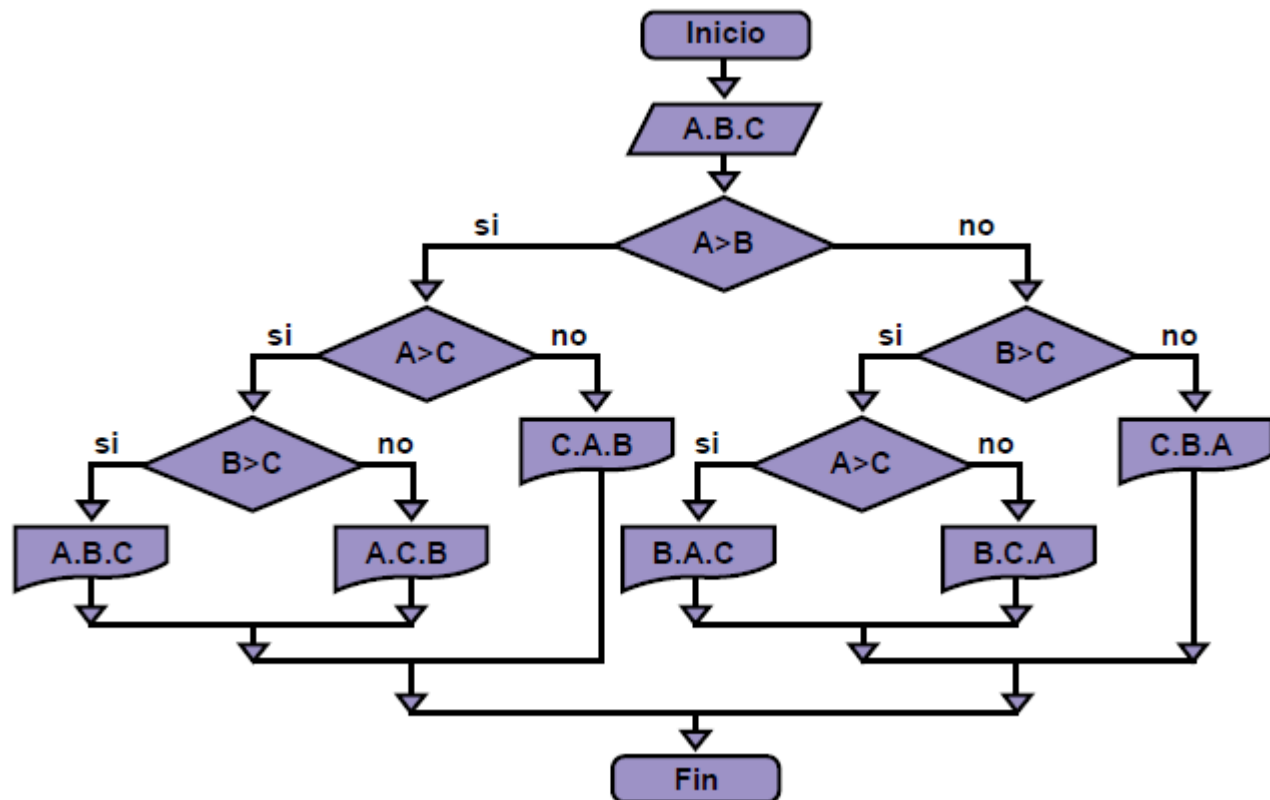 Inicio
A.B.C
A>B
si
no
A>C
si
no
B>C
si
no
B>C
si
no
C.A.B
A>C
si
no
C.B.A
A.B.C
A.C.B
B.A.C
B.C.A
Fin